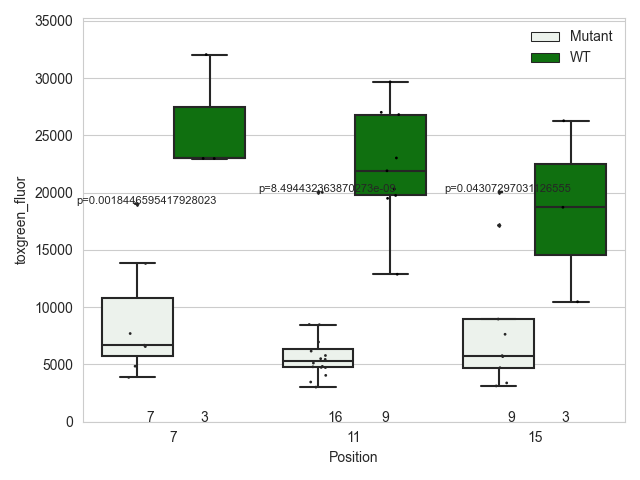 35000
Mutant
WT
30000
25000
20000
15000
10000
5000
0
toxgreen_fluor
p=0.0018446595417928023
p=8.494432363870273e-09
p=0.04307297031126555
7 3 16 9 9 3
7 11 15
Position